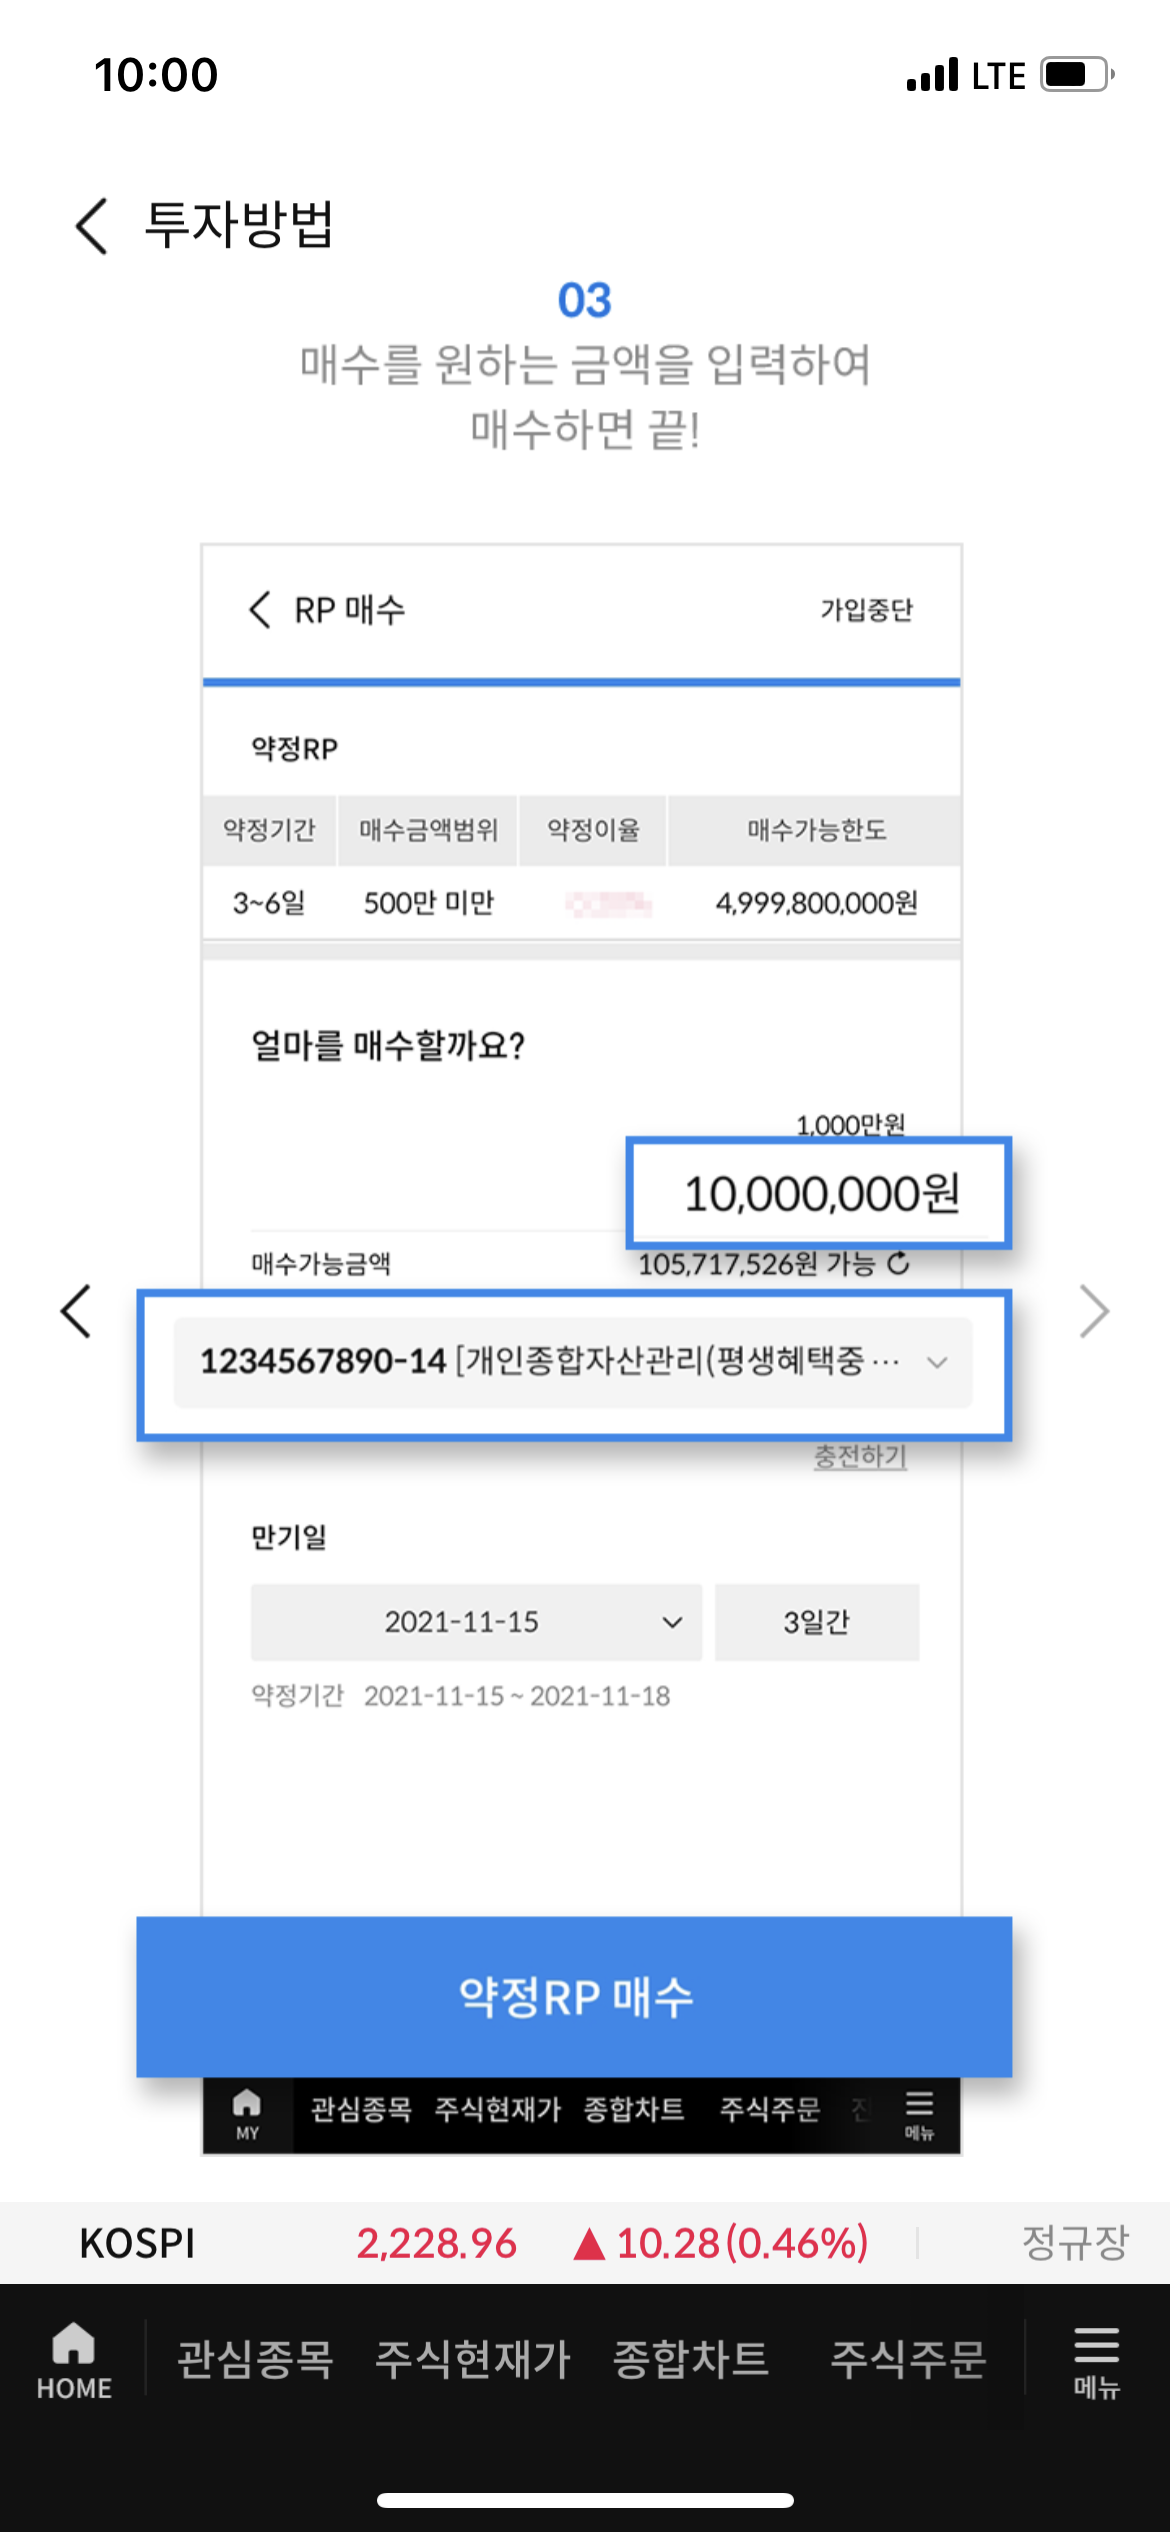 10:00 LTE
투자방법
03
매수를 원하는 금액을 입력하여
매수하면 끝!
RP 매수 가입중단
약정RP
약정기간 매수금액범위 약정이율 매수가능한도
3~6일 500만 미만 4,999,800,000원
얼마를 매수할까요?
1,000만원
10,000,000원
매수가능금액 105,717,526원 가능
1234567890-14 [개인종합자산관리(평생혜택중 ···
충전하기
만기일
2021-11-15 3일간
약정기간 2021-11-15 ~ 2021-11-18
약정RP 매수
MY 관심종목 주식현재가 종합차트 주식주문 메뉴
KOSPI 2,228.96 ▲ 10.28(0.46%) 정규장
HOME 관심종목 주식현재가 종합차트 주식주문 메뉴